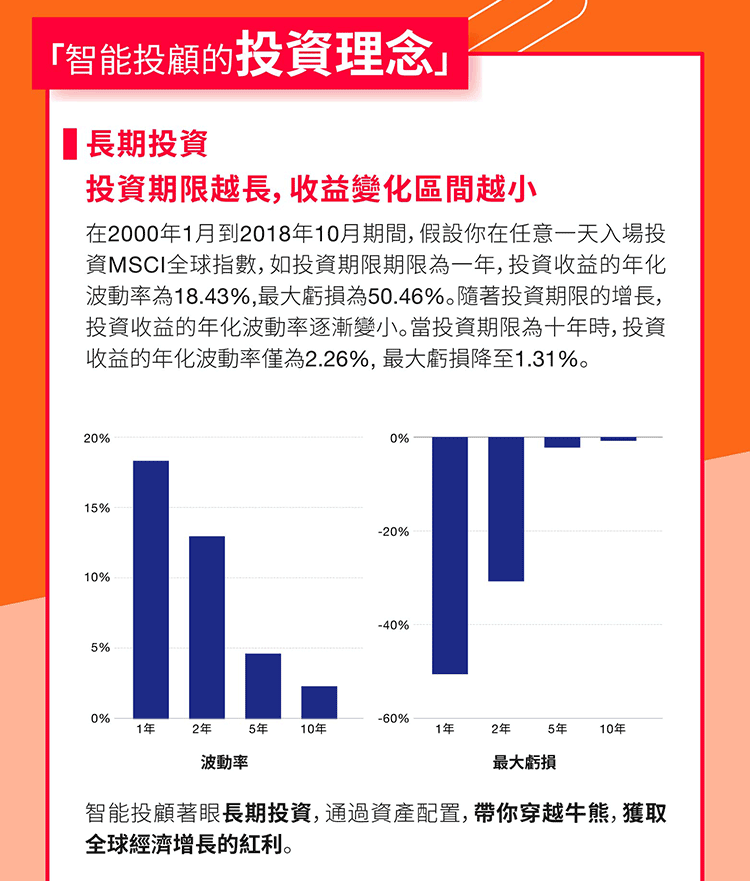 「智能投顧的投資理念」
長期投資
投資期限越長，收益變化區間越小
在2000年1月到2018年10月期間，假設你在任意一天入場投
資MSCI全球指數，如投資期限期限為一年，投資收益的年化
波動率為18.43%,最大虧損為50.46%。隨著投資期限的增長，
投資收益的年化波動率逐漸變小。當投資期限為十年時，投資
收益的年化波動率僅為2.26%, 最大虧損降至1.31%。
20%
15%
10%
5%
0%
1年 2年 5年 10年
波動率
0%
-20%
-40%
-60%
1年 2年 5年 10年
最大虧損
智能投顧著眼長期投資，通過資產配置，帶你穿越牛熊，獲取
全球經濟增長的紅利。